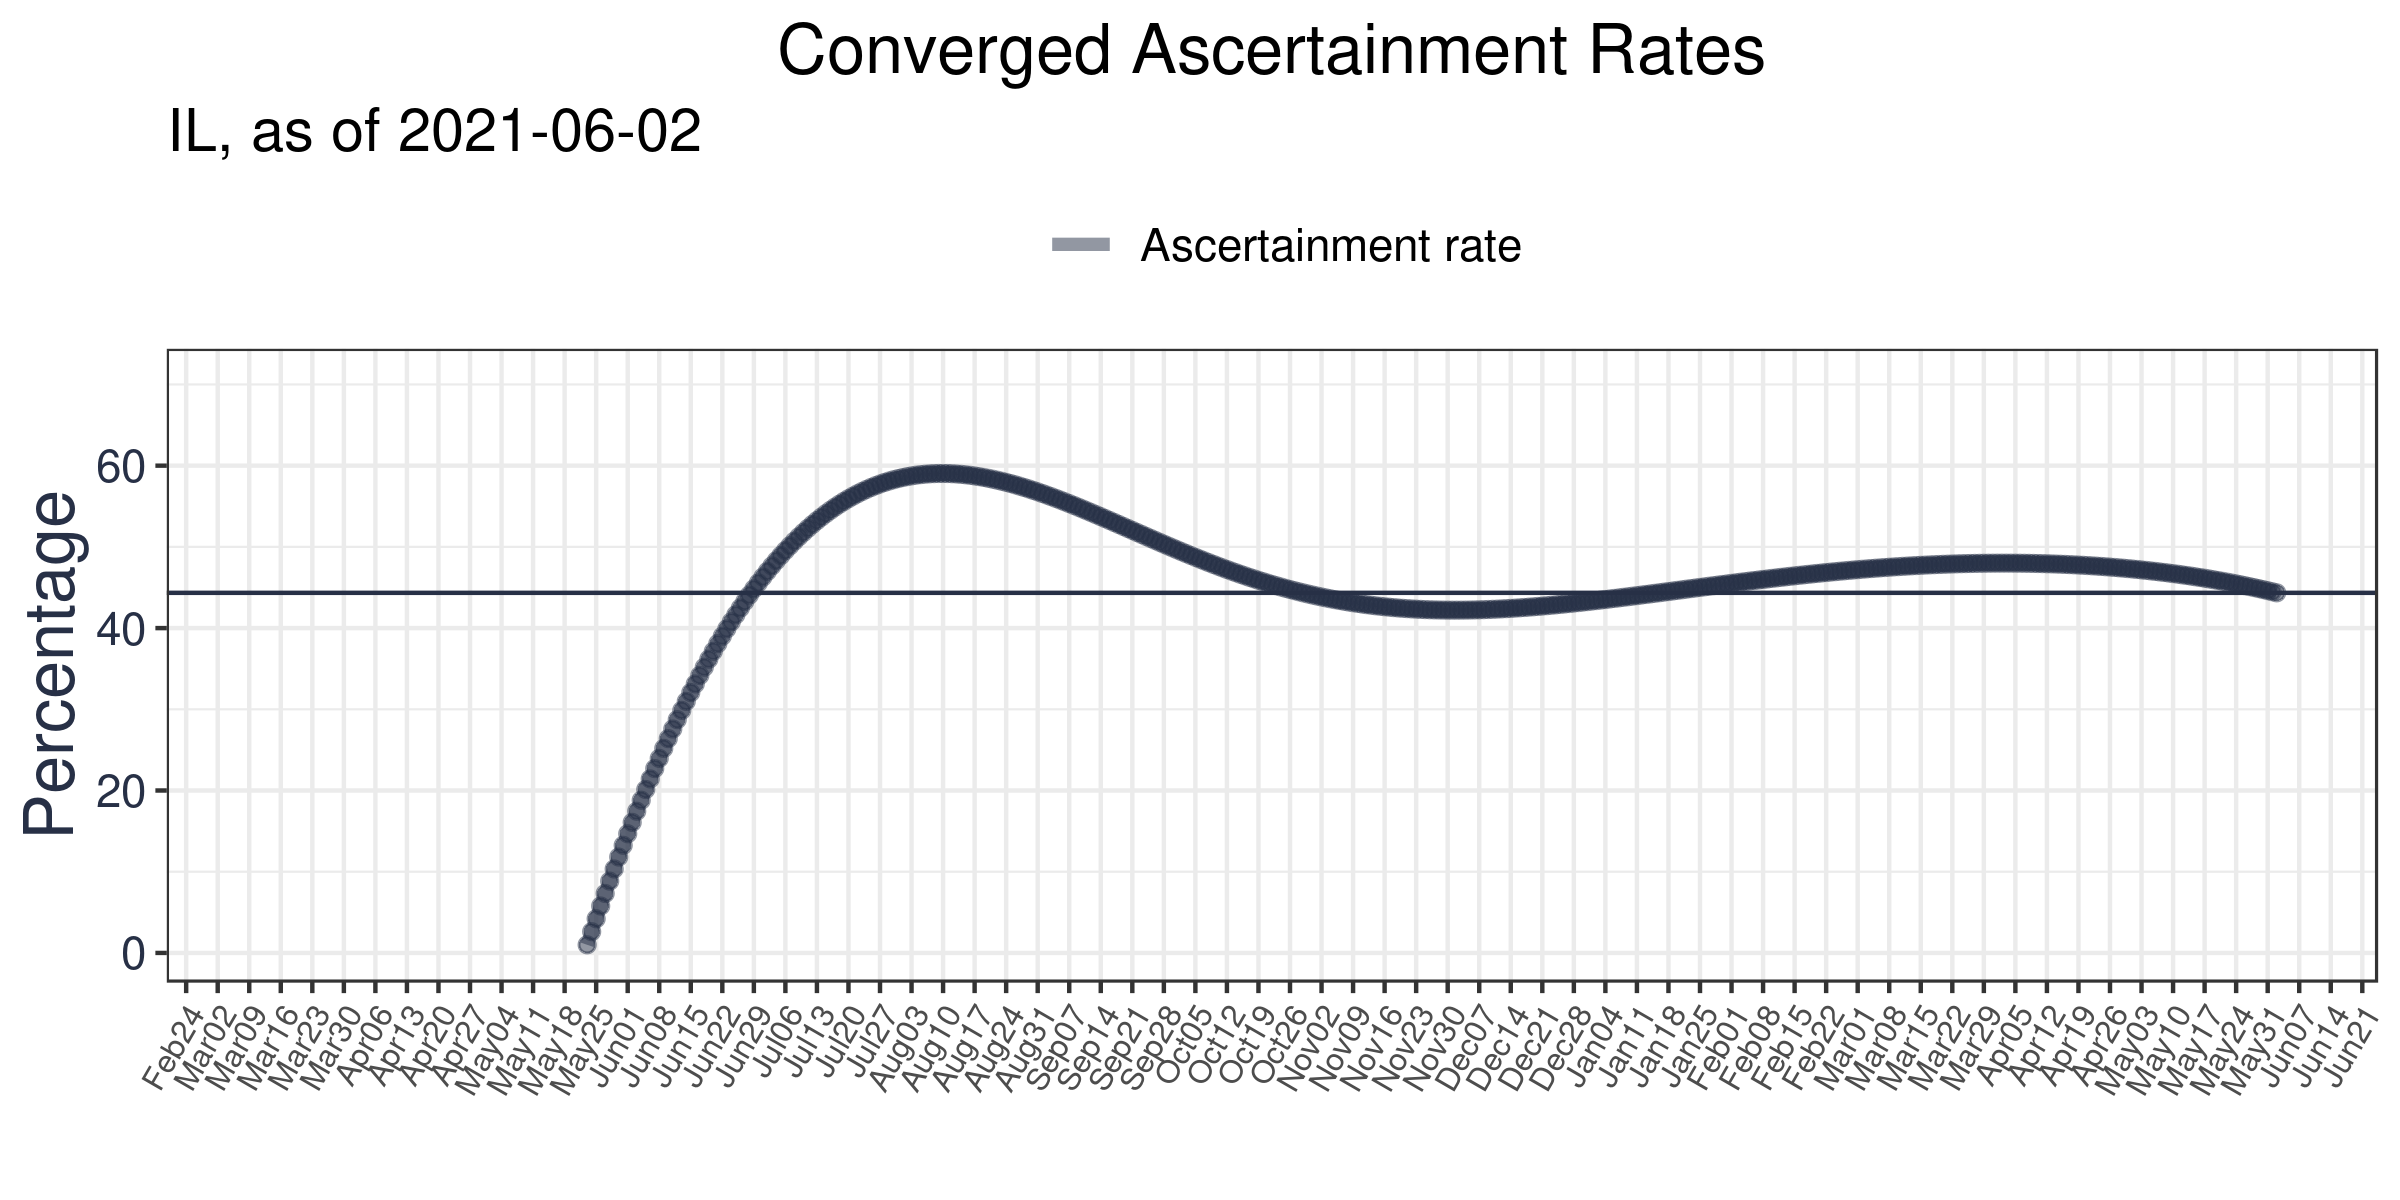 Converged Ascertainment Rates
IL, as of 2021-06-02
Ascertainment rate
Percentage
60
40
20
0
Feb24
Mar02
Mar09
Mar16
Mar23
Mar30
Apr06
Apr13
Apr20
Apr27
May04
May11
May18
May25
Jun01
Jun08
Jun15
Jun22
Jun29
Jul06
Jul13
Jul20
Jul27
Aug03
Aug10
Aug17
Aug24
Aug31
Sep07
Sep14
Sep21
Sep28
Oct05
Oct12
Oct19
Oct26
Nov02
Nov09
Nov16
Nov23
Nov30
Dec07
Dec14
Dec21
Dec28
Jan04
Jan11
Jan18
Jan25
Feb01
Feb08
Feb15
Feb22
Mar01
Mar08
Mar15
Mar22
Mar29
Apr05
Apr12
Apr19
Apr26
May03
May10
May17
May24
May31
Jun07
Jun14
Jun21